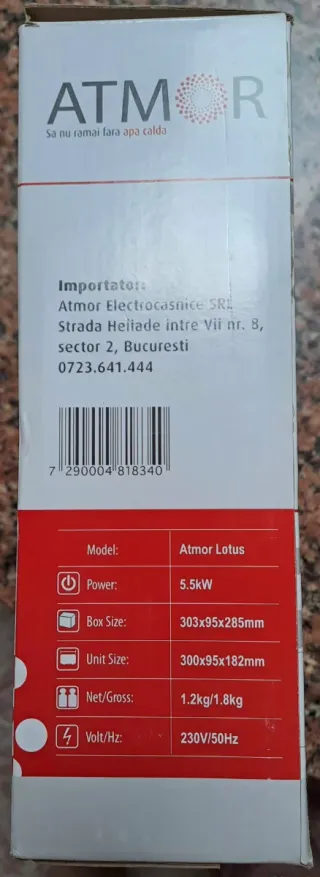 ATMOR
Sa nu ramai fara apa calda
Importator:
Atmor Electrocasnice SRL
Strada Heliade intre Vii nr. 8,
sector 2, Bucuresti
0723.641.444
7 290004 818340
Model: Atmor Lotus
Power: 5.5kW
Box Size: 303x95x285mm
Unit Size: 300x95x182mm
Net/Gross: 1.2kg/1.8kg
Volt/Hz: 230V/50Hz